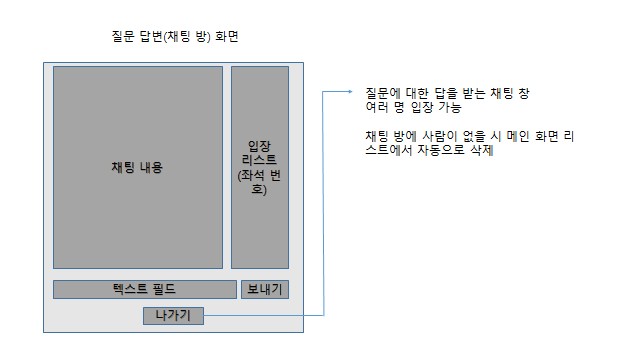 질문 답변(채팅 방) 화면
채팅 내용
입장
리스트
(좌석 번
호)
질문에 대한 답을 받는 채팅 창
여러 명 입장 가능
채팅 방에 사람이 없을 시 메인 화면 리
스트에서 자동으로 삭제
텍스트 필드
보내기
나가기